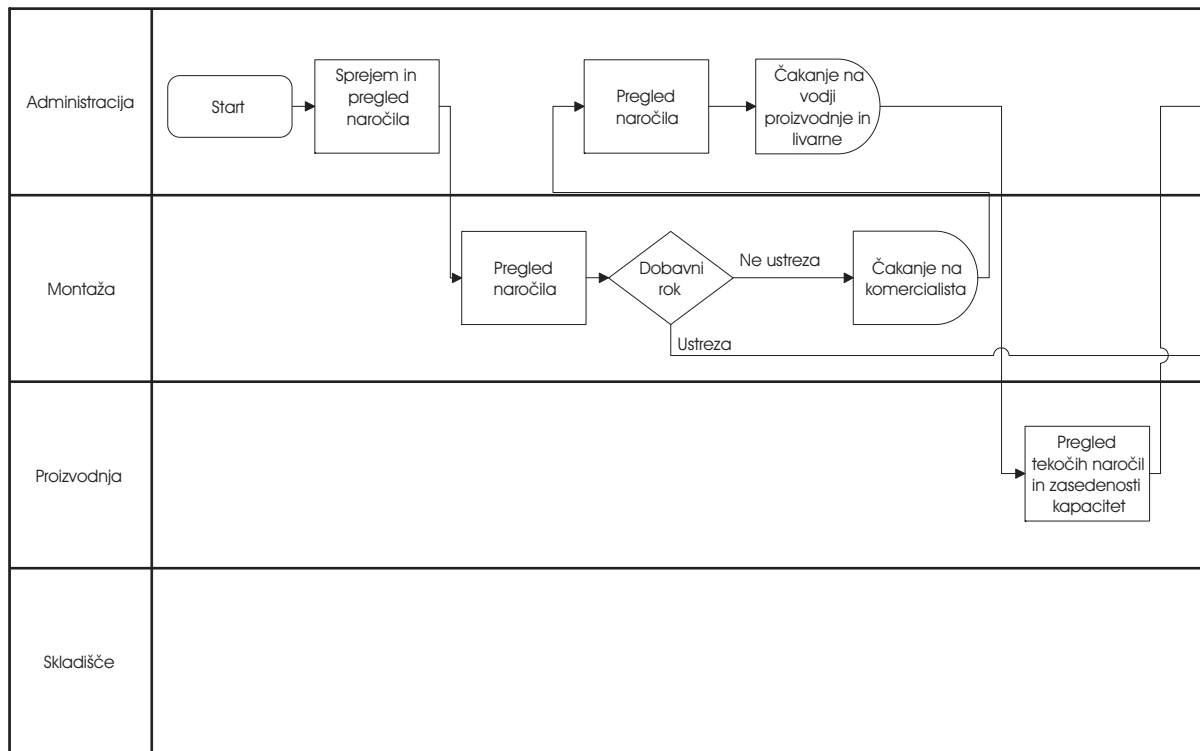 Administracija
Start
Sprejem in
pregled
naročila
Pregled
naročila
Čakanje na
vodji
proizvodnje in
livarne
Montaža
Pregled
naročila
Dobavni
rok
Ne ustreza
Ustreza
Čakanje na
komercialista
Proizvodnja
Pregled
tekočih naročil
in zasedenosti
kapacitet
Skladišče